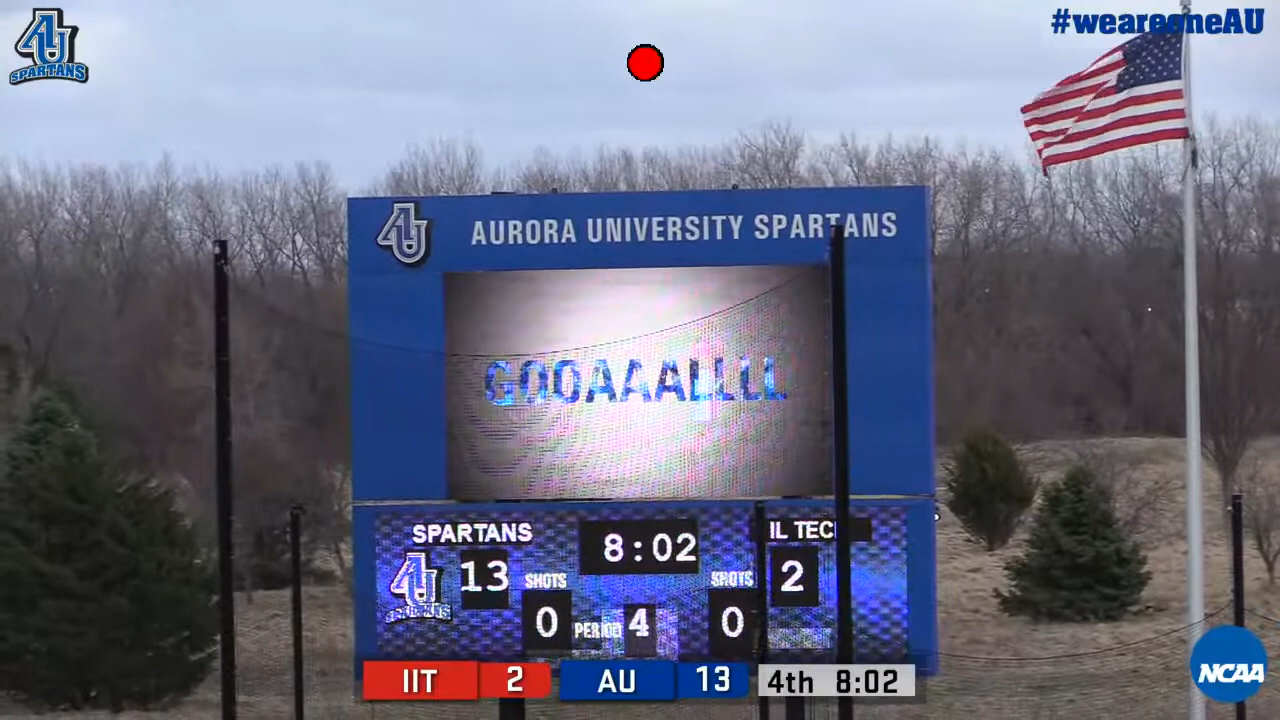 AU
SPARTANS
#weareoneAU
AU
AURORA UNIVERSITY SPARTANS
GOOAAALLLL
SPARTANS
8:02
IL TECH
AU
13
SHOTS
SHOTS
2
0
PERIOD
4
0
IIT
2
AU
13
4th 8:02
NCAA